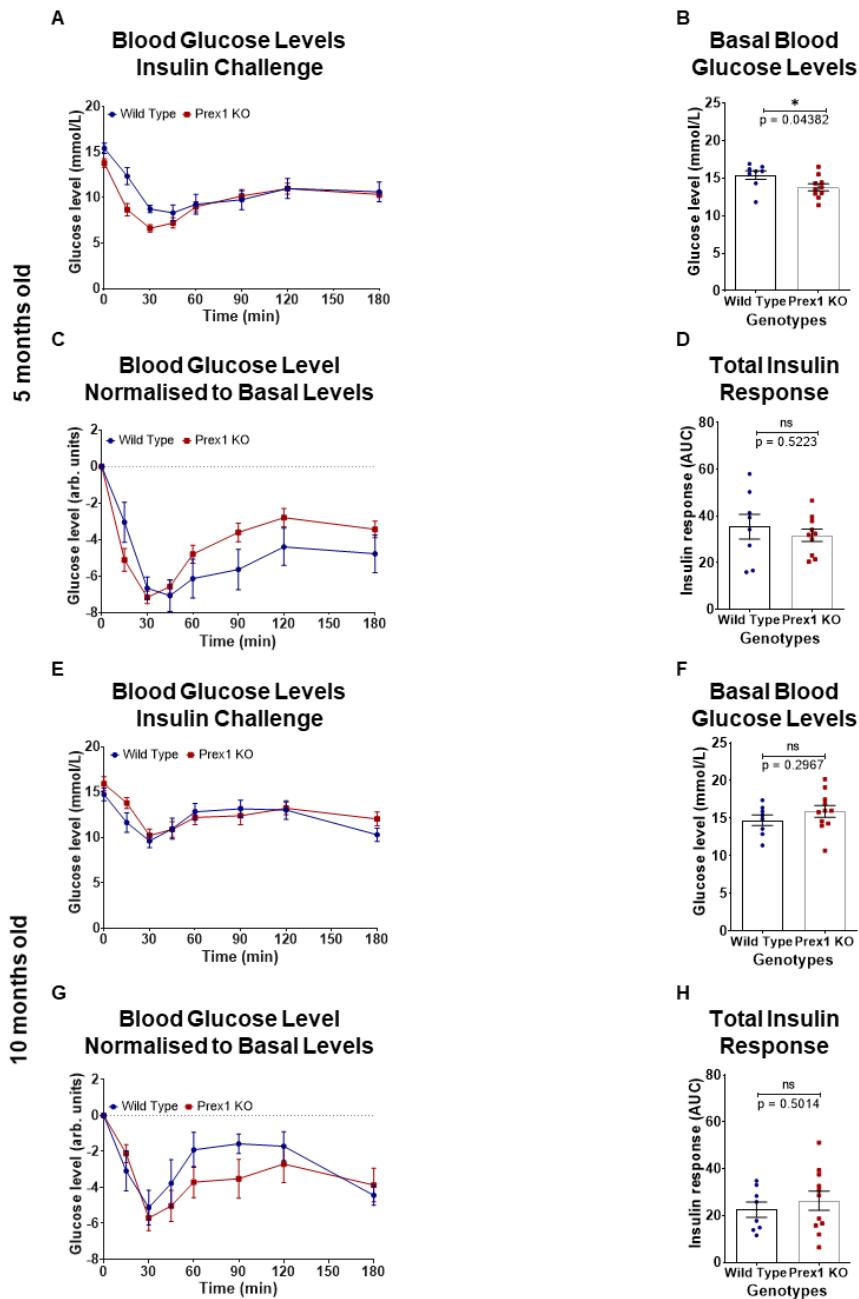 A
Blood Glucose Levels
Insulin Challenge
Wild Type Prex1 KO
Glucose level (mmol/L)
20
15
10
5
0
0 30 60 90 120 180
Time (min)
B
Basal Blood
Glucose Levels
*
p = 0.04382
Glucose level (mmol/L)
25
20
15
10
5
0
Wild Type Prex1 KO
Genotypes
5 months old
C
Blood Glucose Level
Normalised to Basal Levels
Wild Type Prex1 KO
Glucose level (arb. units)
2
0
-2
-4
-6
-8
0 30 60 90 120 180
Time (min)
D
Total Insulin
Response
ns
p = 0.5223
Insulin response (AUC)
80
60
40
20
0
Wild Type Prex1 KO
Genotypes
E
Blood Glucose Levels
Insulin Challenge
Wild Type Prex1 KO
Glucose level (mmol/L)
20
15
10
5
0
0 30 60 90 120 180
Time (min)
F
Basal Blood
Glucose Levels
ns
p = 0.2967
Glucose level (mmol/L)
25
20
15
10
5
0
Wild Type Prex1 KO
Genotypes
10 months old
G
Blood Glucose Level
Normalised to Basal Levels
Wild Type Prex1 KO
Glucose level (arb. units)
2
0
-2
-4
-6
-8
0 30 60 90 120 180
Time (min)
H
Total Insulin
Response
ns
p = 0.5014
Insulin response (AUC)
80
60
40
20
0
Wild Type Prex1 KO
Genotypes